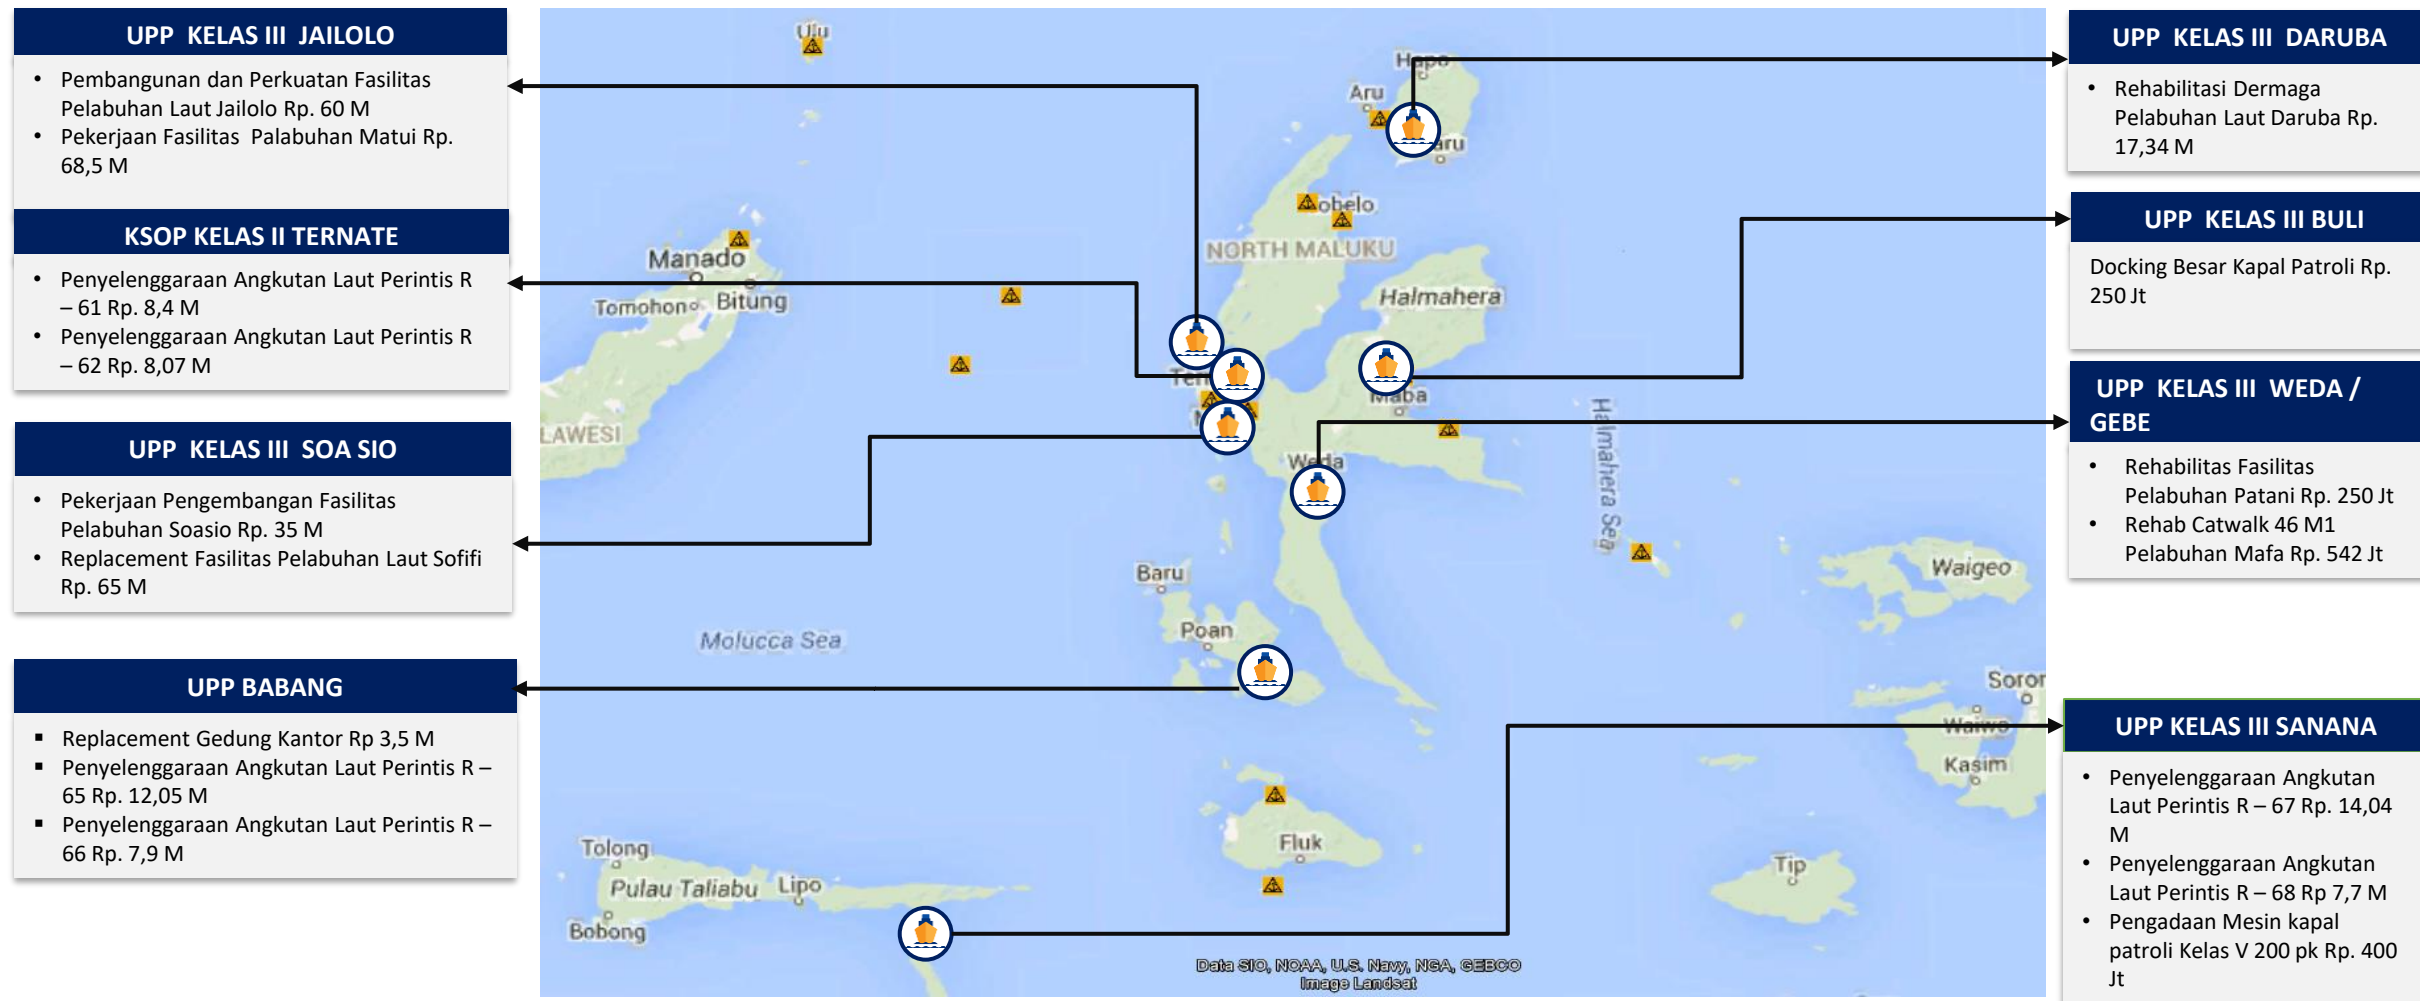 UPP KELAS III JAILOLO
• Pembangunan dan Perkuatan Fasilitas
Pelabuhan Laut Jailolo Rp. 60 M
• Pekerjaan Fasilitas Palabuhan Matui Rp.
68,5 M
KSOP KELAS II TERNATE
• Penyelenggaraan Angkutan Laut Perintis R
– 61 Rp. 8,4 M
• Penyelenggaraan Angkutan Laut Perintis R
– 62 Rp. 8,07 M
UPP KELAS III SOA SIO
• Pekerjaan Pengembangan Fasilitas
Pelabuhan Soasio Rp. 35 M
• Replacement Fasilitas Pelabuhan Laut Sofifi
Rp. 65 M
UPP BABANG
▪ Replacement Gedung Kantor Rp 3,5 M
▪ Penyelenggaraan Angkutan Laut Perintis R –
65 Rp. 12,05 M
▪ Penyelenggaraan Angkutan Laut Perintis R –
66 Rp. 7,9 M
Ulu
Hapo
Aru
aru
obelo
NORTH MALUKU
Manado
Tomohon
Bitung
Halmahera
Ter
Maba
LAWESI
Weda
Halmahera Sea
Baru
Waigeo
Poan
Molucca Sea
Soror
Waiwo
Kasim
Fluk
Tip
Tolong
Pulau Taliabu
Lipo
Bobong
Data SIO, NOAA, U.S. Navy, NGA, GEBCO
Image Landsat
UPP KELAS III DARUBA
• Rehabilitasi Dermaga
Pelabuhan Laut Daruba Rp.
17,34 M
UPP KELAS III BULI
Docking Besar Kapal Patroli Rp.
250 Jt
UPP KELAS III WEDA /
GEBE
• Rehabilitas Fasilitas
Pelabuhan Patani Rp. 250 Jt
• Rehab Catwalk 46 M1
Pelabuhan Mafa Rp. 542 Jt
UPP KELAS III SANANA
• Penyelenggaraan Angkutan
Laut Perintis R – 67 Rp. 14,04
M
• Penyelenggaraan Angkutan
Laut Perintis R – 68 Rp 7,7 M
• Pengadaan Mesin kapal
patroli Kelas V 200 pk Rp. 400
Jt